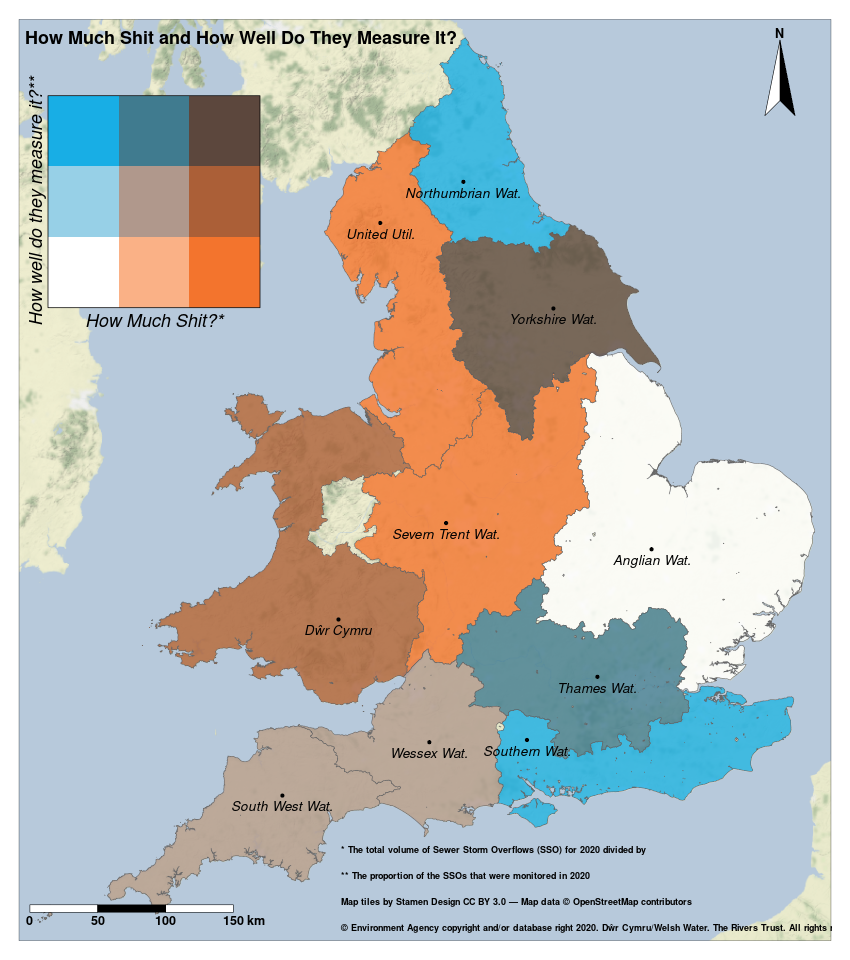 How Much Shit and How Well Do They Measure It?
N
How well do they measure it?**
How Much Shit?*
Northumbrian Wat.
United Util.
Yorkshire Wat.
Severn Trent Wat.
Anglian Wat.
Dŵr Cymru
Thames Wat.
Wessex Wat.
Southern Wat.
South West Wat.
* The total volume of Sewer Storm Overflows (SSO) for 2020 divided by
** The proportion of the SSOs that were monitored in 2020
Map tiles by Stamen Design CC BY 3.0 — Map data © OpenStreetMap contributors
0 50 100 150 km
© Environment Agency copyright and/or database right 2020. Dŵr Cymru/Welsh Water. The Rivers Trust. All rights